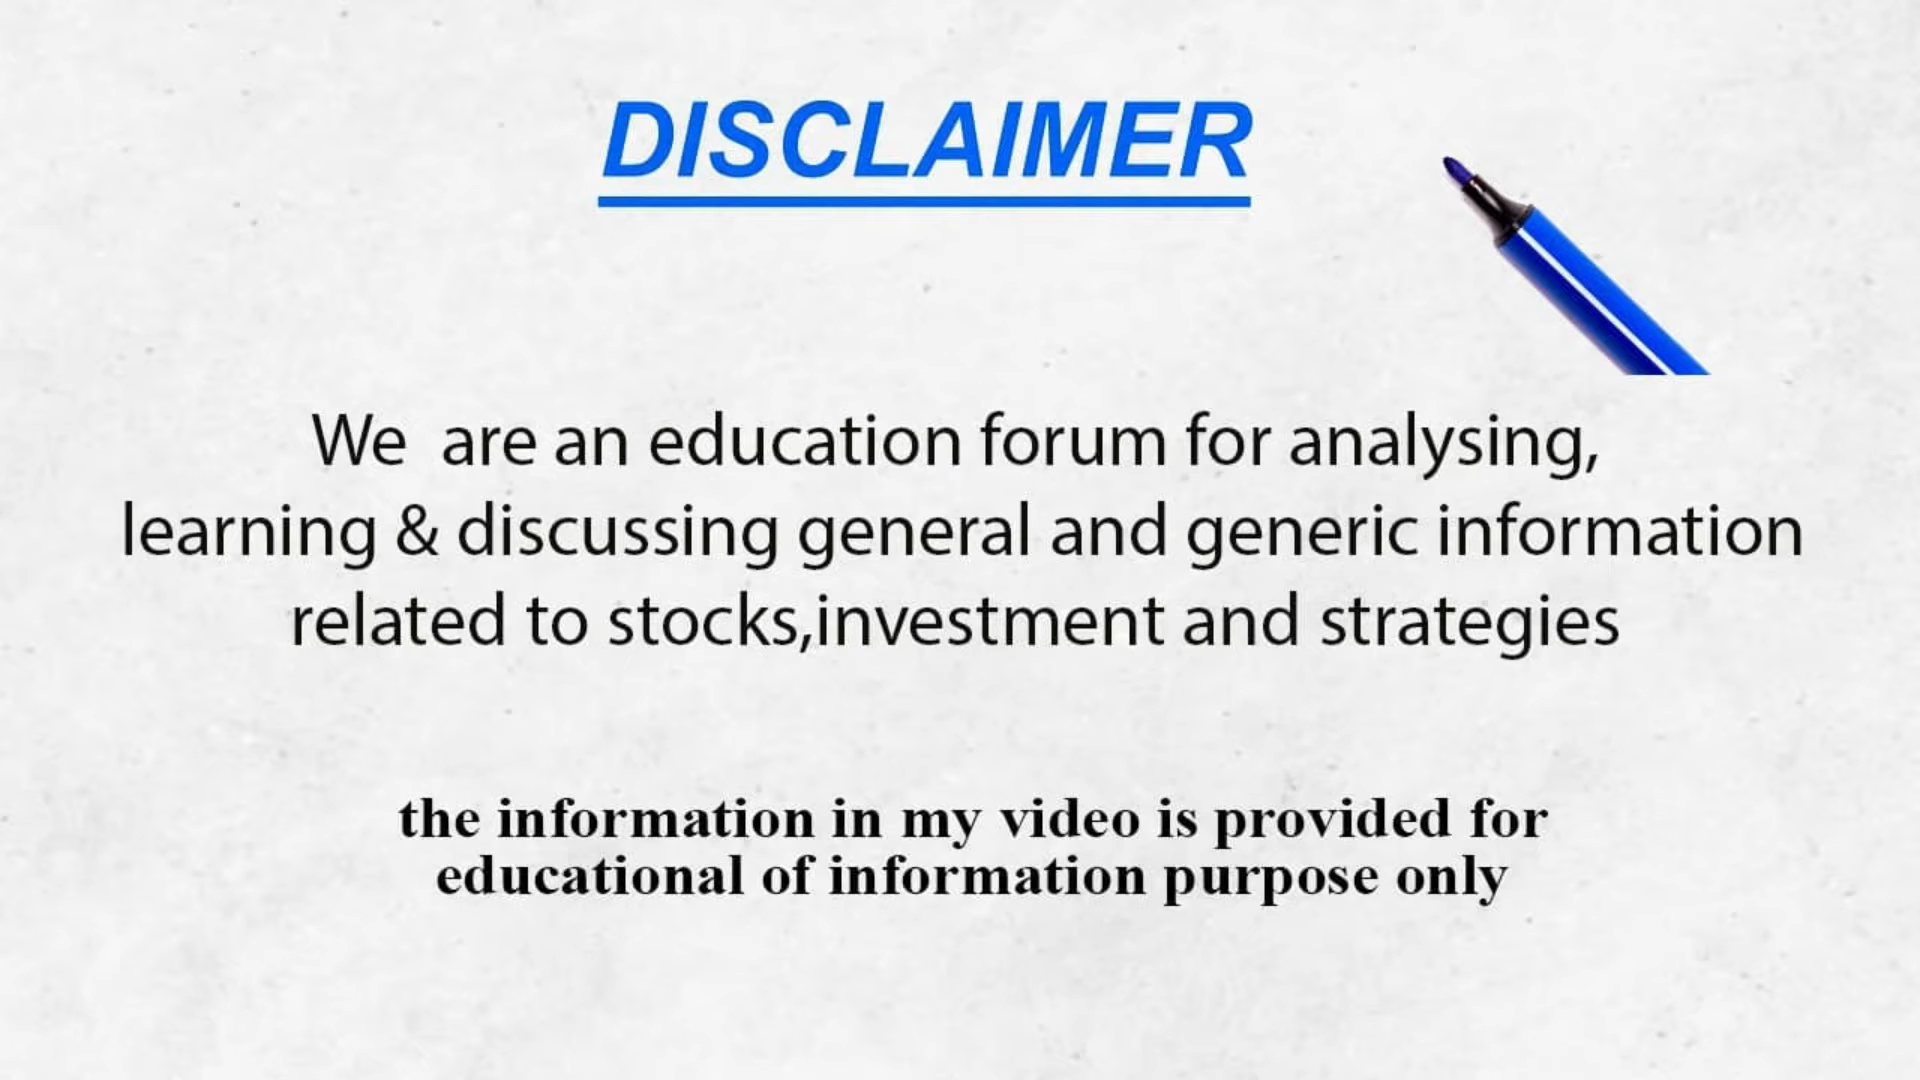 DISCLAIMER
We are an education forum for analysing,
learning & discussing general and generic information
related to stocks,investment and strategies
the information in my video is provided for
educational of information purpose only